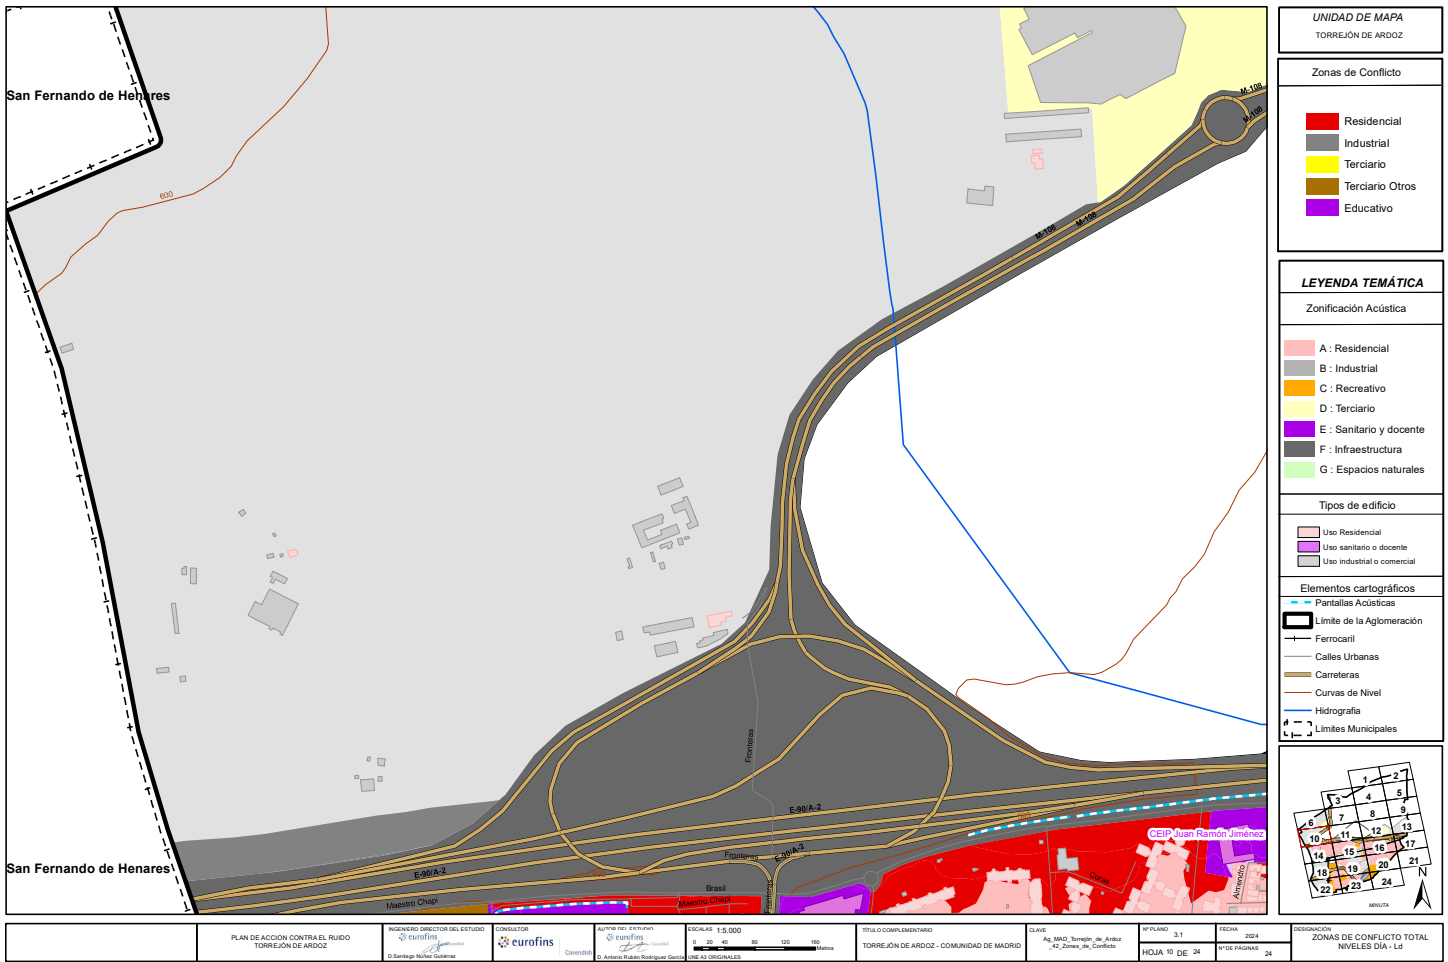 San Fernando de Henares
600
M-108
M-108
M-108
M-108
Fronteras
E-90/A-2
E-90/A-2
E-90/A-2
Fronteras
Fronteras
Brasil
Maestro Chapí
Maestro Chapí
CEIP Juan Ramón Jiménez
Almendro
San Fernando de Henares
UNIDAD DE MAPA
TORREJÓN DE ARDOZ
Zonas de Conflicto
Residencial
Industrial
Terciario
Terciario Otros
Educativo
LEYENDA TEMÁTICA
Zonificación Acústica
A : Residencial
B : Industrial
C : Recreativo
D : Terciario
E : Sanitario y docente
F : Infraestructura
G : Espacios naturales
Tipos de edificio
Uso Residencial
Uso sanitario o docente
Uso industrial o comercial
Elementos cartográficos
Pantallas Acústicas
Límite de la Aglomeración
Ferrocaril
Calles Urbanas
Carreteras
Curvas de Nivel
Hidrografia
Límites Municipales
1 2
3 4 5
6 7 8 9
10 11 12 13
14 15 16 17
18 19 20 21
22 23 24
N
MINUTA
PLAN DE ACCION CONTRA EL RUIDO
TORREJÓN DE ARDOZ
INGENIERO DIRECTOR DEL ESTUDIO
eurofins
D.Santiago Núñez Gutiérrez
CONSULTOR
eurofins
Cavendish
AUTOR DEL ESTUDIO
eurofins
D. Antonio Rubén Rodríguez García
ESCALAS 1:5.000
0 20 40 80 120 160
Metros
UNE A3 ORIGINALES
TÍTULO COMPLEMENTARIO
TORREJÓN DE ARDOZ - COMUNIDAD DE MADRID
CLAVE
Ag_MAD_Torrejón_de_Ardoz
_42_Zonas_de_Conflicto
Nº PLANO 3.1
HOJA 10 DE 24
FECHA
2024
Nº DE PÁGINAS
24
DESIGNACIÓN
ZONAS DE CONFLICTO TOTAL
NIVELES DÍA - Ld